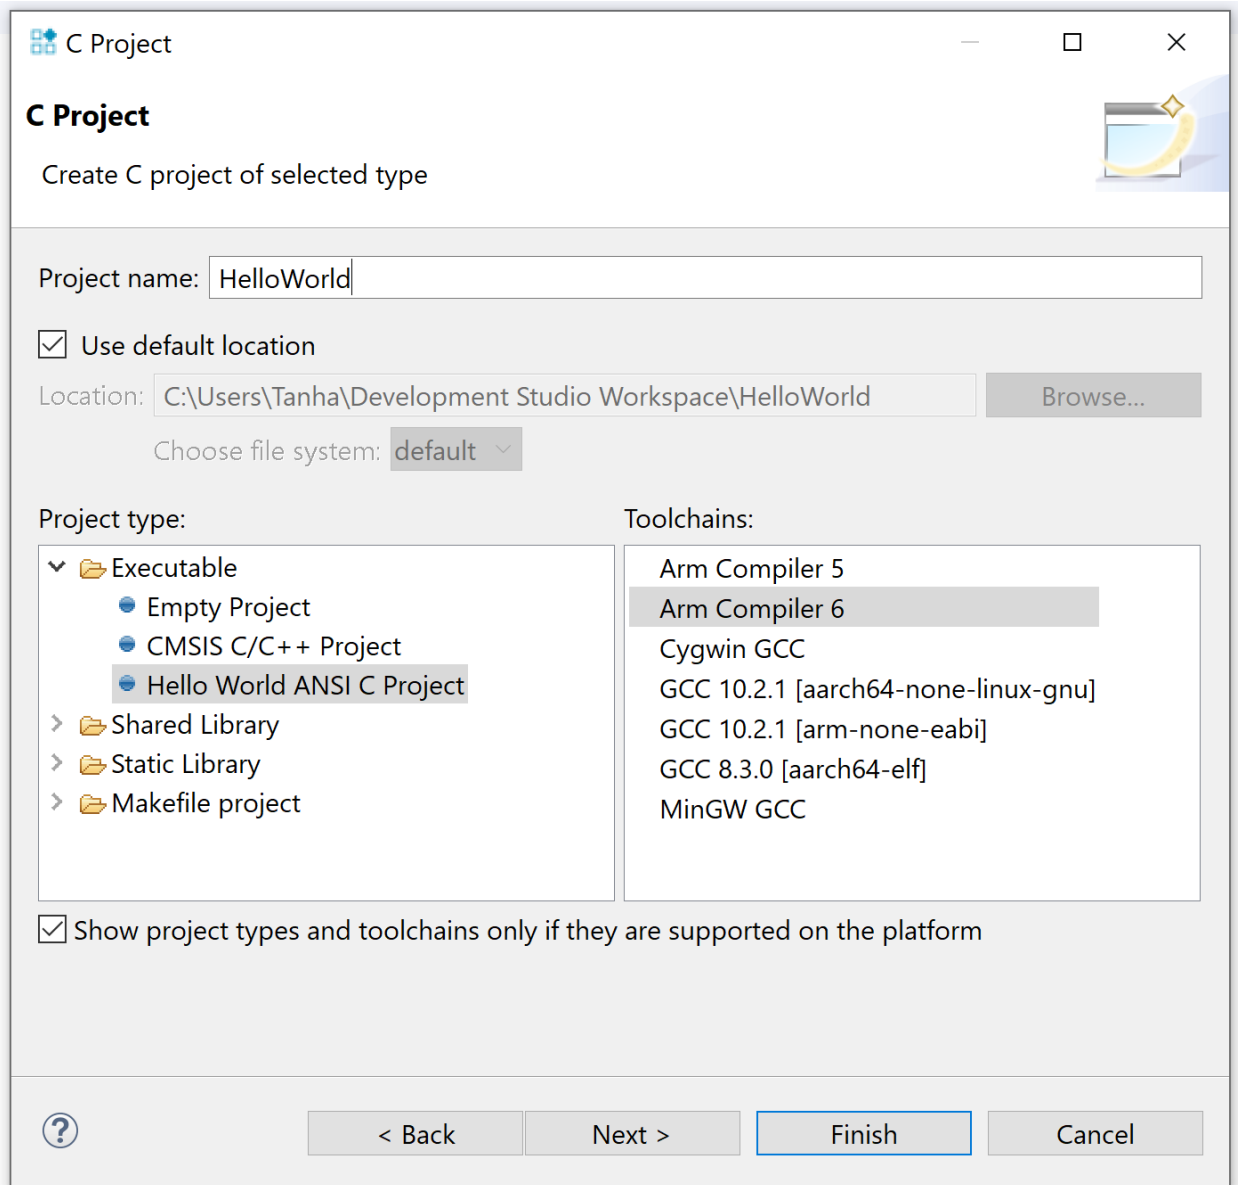 C Project
C Project
Create C project of selected type
Project name: HelloWorld
Use default location
Location: C:\Users\Tanha\Development Studio Workspace\HelloWorld Browse...
Choose file system: default
Project type:
Executable
Empty Project
CMSIS C/C++ Project
Hello World ANSI C Project
Shared Library
Static Library
Makefile project
Toolchains:
Arm Compiler 5
Arm Compiler 6
Cygwin GCC
GCC 10.2.1 [aarch64-none-linux-gnu]
GCC 10.2.1 [arm-none-eabi]
GCC 8.3.0 [aarch64-elf]
MinGW GCC
Show project types and toolchains only if they are supported on the platform
? < Back Next > Finish Cancel